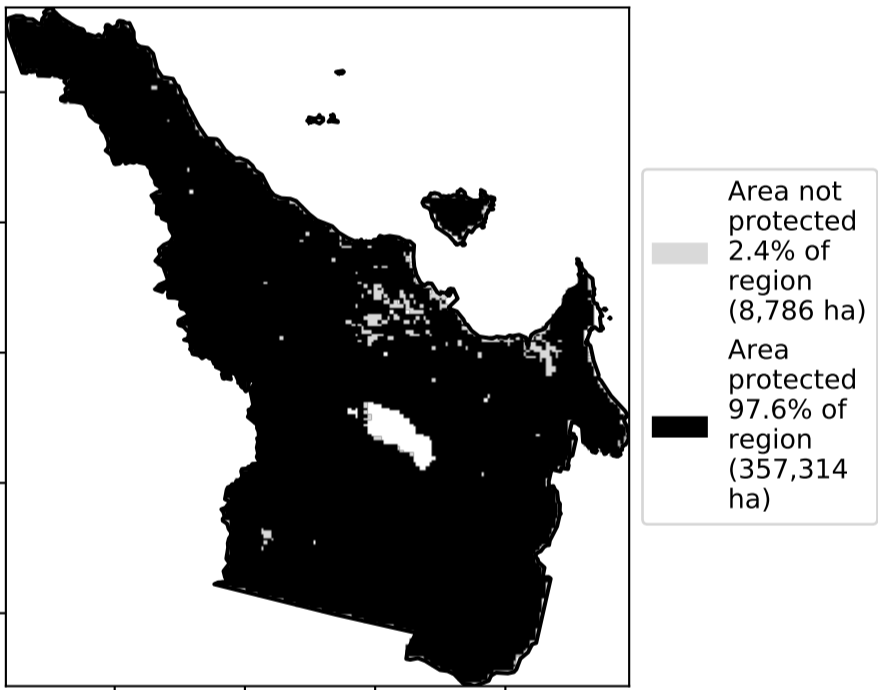 Area not
protected
2.4% of
region
(8,786 ha)
Area
protected
97.6% of
region
(357,314
ha)